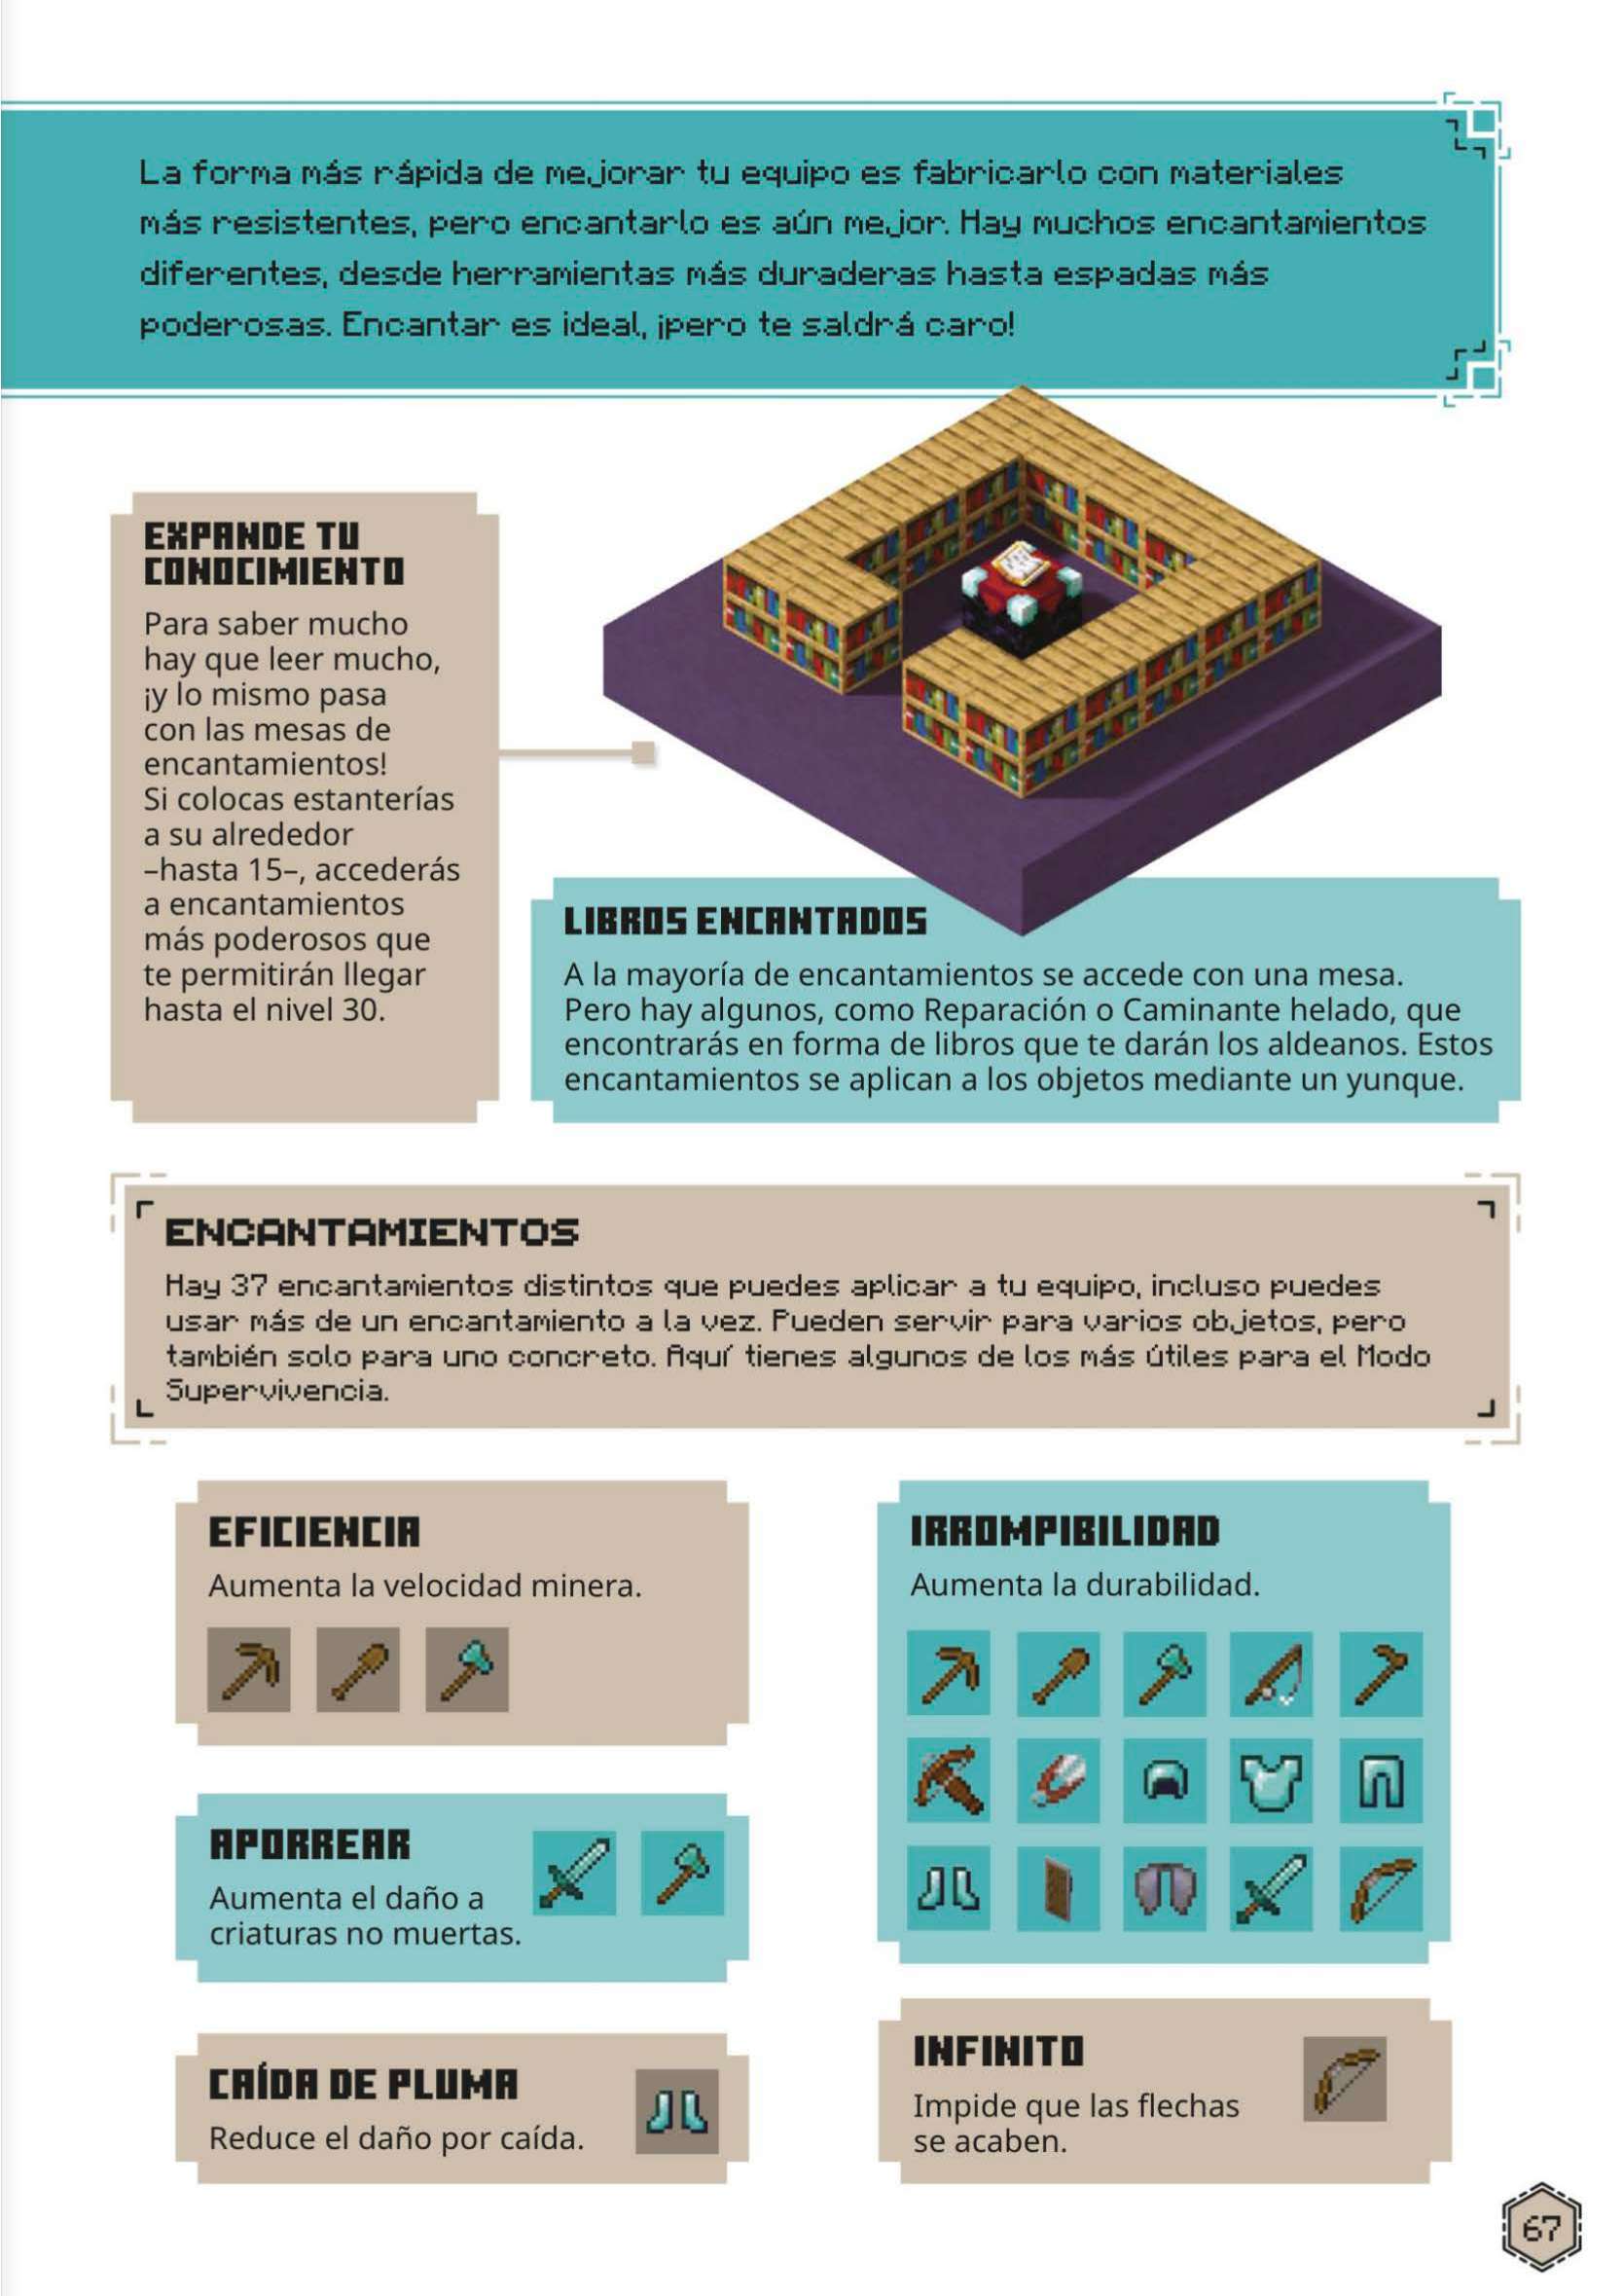 La forma más rápida de mejorar tu equipo es fabricarlo con materiales
más resistentes, pero encantarlo es aún mejor. Hay muchos encantamientos
diferentes, desde herramientas más duraderas hasta espadas más
poderosas. Encantar es ideal, ¡pero te saldrá caro!
EXPANDE TU
CONOCIMIENTO
Para saber mucho
hay que leer mucho,
¡y lo mismo pasa
con las mesas de
encantamientos!
Si colocas estanterías
a su alrededor
–hasta 15–, accederás
a encantamientos
más poderosos que
te permitirán llegar
hasta el nivel 30.
LIBROS ENCANTADOS
A la mayoría de encantamientos se accede con una mesa.
Pero hay algunos, como Reparación o Caminante helado, que
encontrarás en forma de libros que te darán los aldeanos. Estos
encantamientos se aplican a los objetos mediante un yunque.
ENCANTAMIENTOS
Hay 37 encantamientos distintos que puedes aplicar a tu equipo, incluso puedes
usar más de un encantamiento a la vez. Pueden servir para varios objetos, pero
también solo para uno concreto. Aquí tienes algunos de los más útiles para el Modo
Supervivencia.
EFICIENCIA
Aumenta la velocidad minera.
APORREAR
Aumenta el daño a
criaturas no muertas.
CAÍDA DE PLUMA
Reduce el daño por caída.
IRROMPIBILIDAD
Aumenta la durabilidad.
INFINITO
Impide que las flechas
se acaben.
67